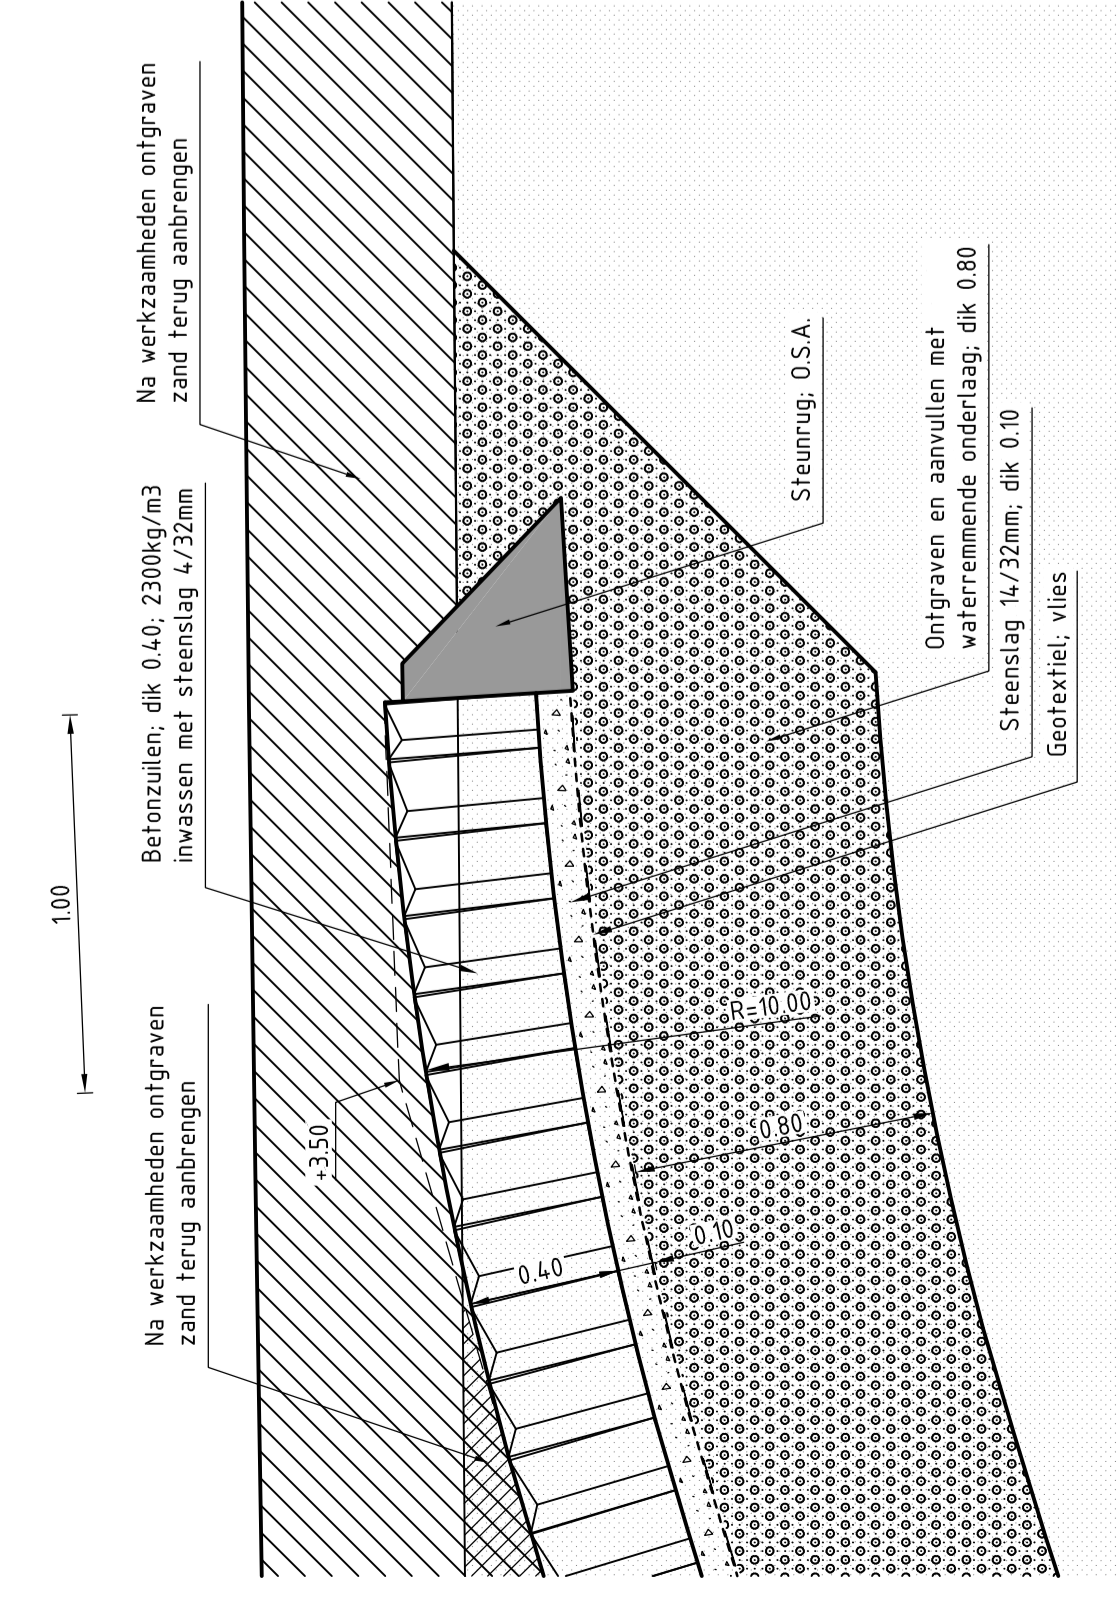 Na werkzaamheden ontgraven
zand terug aanbrengen
Betonzuilen; dik 0.40; 2300kg/m3
inwassen met steenslag 4/32mm
Na werkzaamheden ontgraven
zand terug aanbrengen
1.00
+3.50
Steunrug; O.S.A.
Ontgraven en aanvullen met
waterremmende onderlaag; dik 0.80
Steenslag 14/32mm; dik 0.10
Geotextiel; vlies
R=10.00
0.80
0.10
0.40